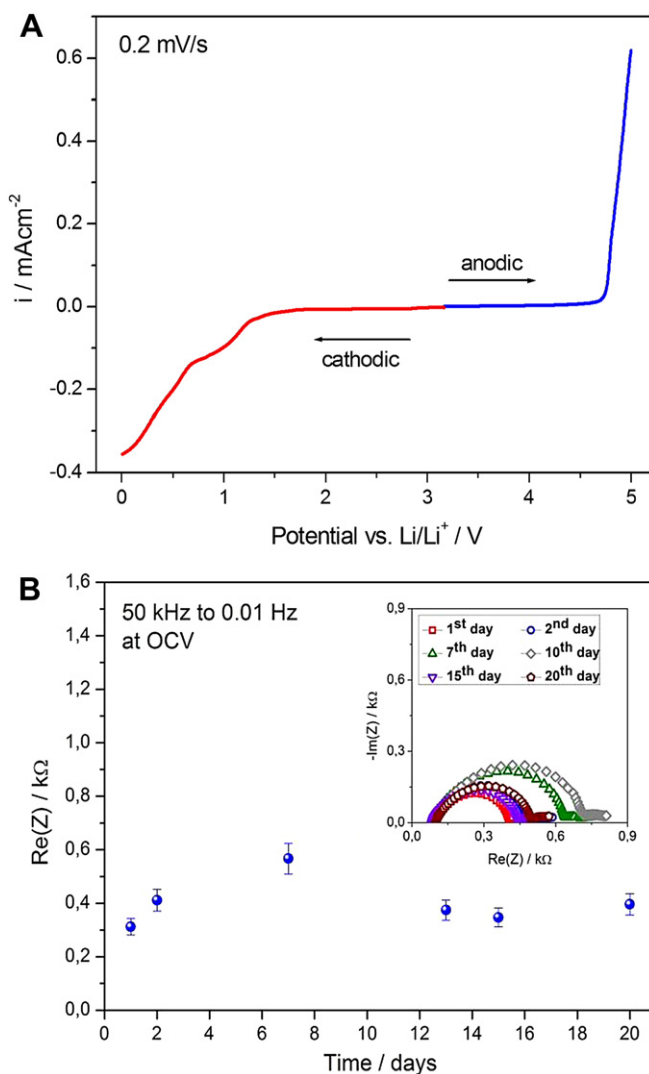 A
0.2 mV/s
0.6
0.4
0.2
0.0
-0.2
-0.4
i / mAcm⁻²
anodic
cathodic
0 1 2 3 4 5
Potential vs. Li/Li⁺ / V
B
50 kHz to 0.01 Hz
at OCV
1,6
1,4
1,2
1,0
0,8
0,6
0,4
0,2
0,0
Re(Z) / kΩ
0 2 4 6 8 10 12 14 16 18 20
Time / days
1st day 2nd day
7th day 10th day
15th day 20th day
0,9
0,6
0,3
0,0
-Im(Z) / kΩ
0,0 0,3 0,6 0,9
Re(Z) / kΩ